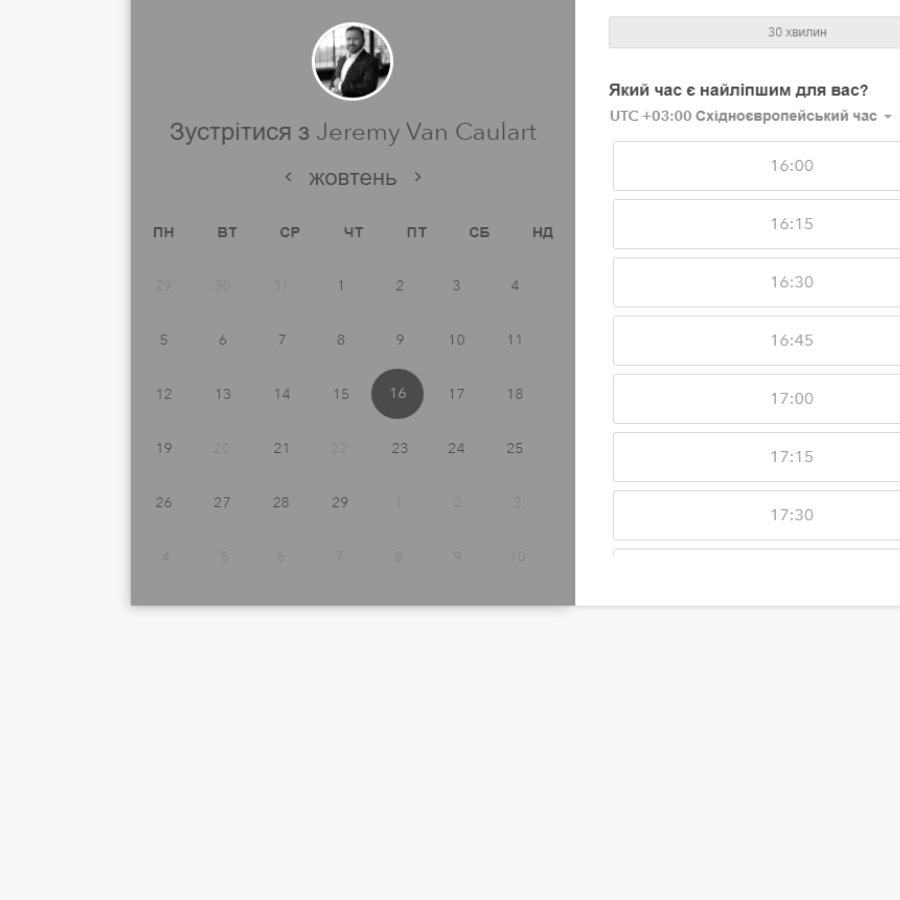 Зустрітися з Jeremy Van Caulart
жовтень
ПН ВТ СР ЧТ ПТ СБ НД
29 30 31 1 2 3 4
5 6 7 8 9 10 11
12 13 14 15 16 17 18
19 20 21 22 23 24 25
26 27 28 29 1 2 3
4 5 6 7 8 9 10
30 хвилин
Який час є найліпшим для вас?
UTC +03:00 Східноєвропейський час
16:00
16:15
16:30
16:45
17:00
17:15
17:30